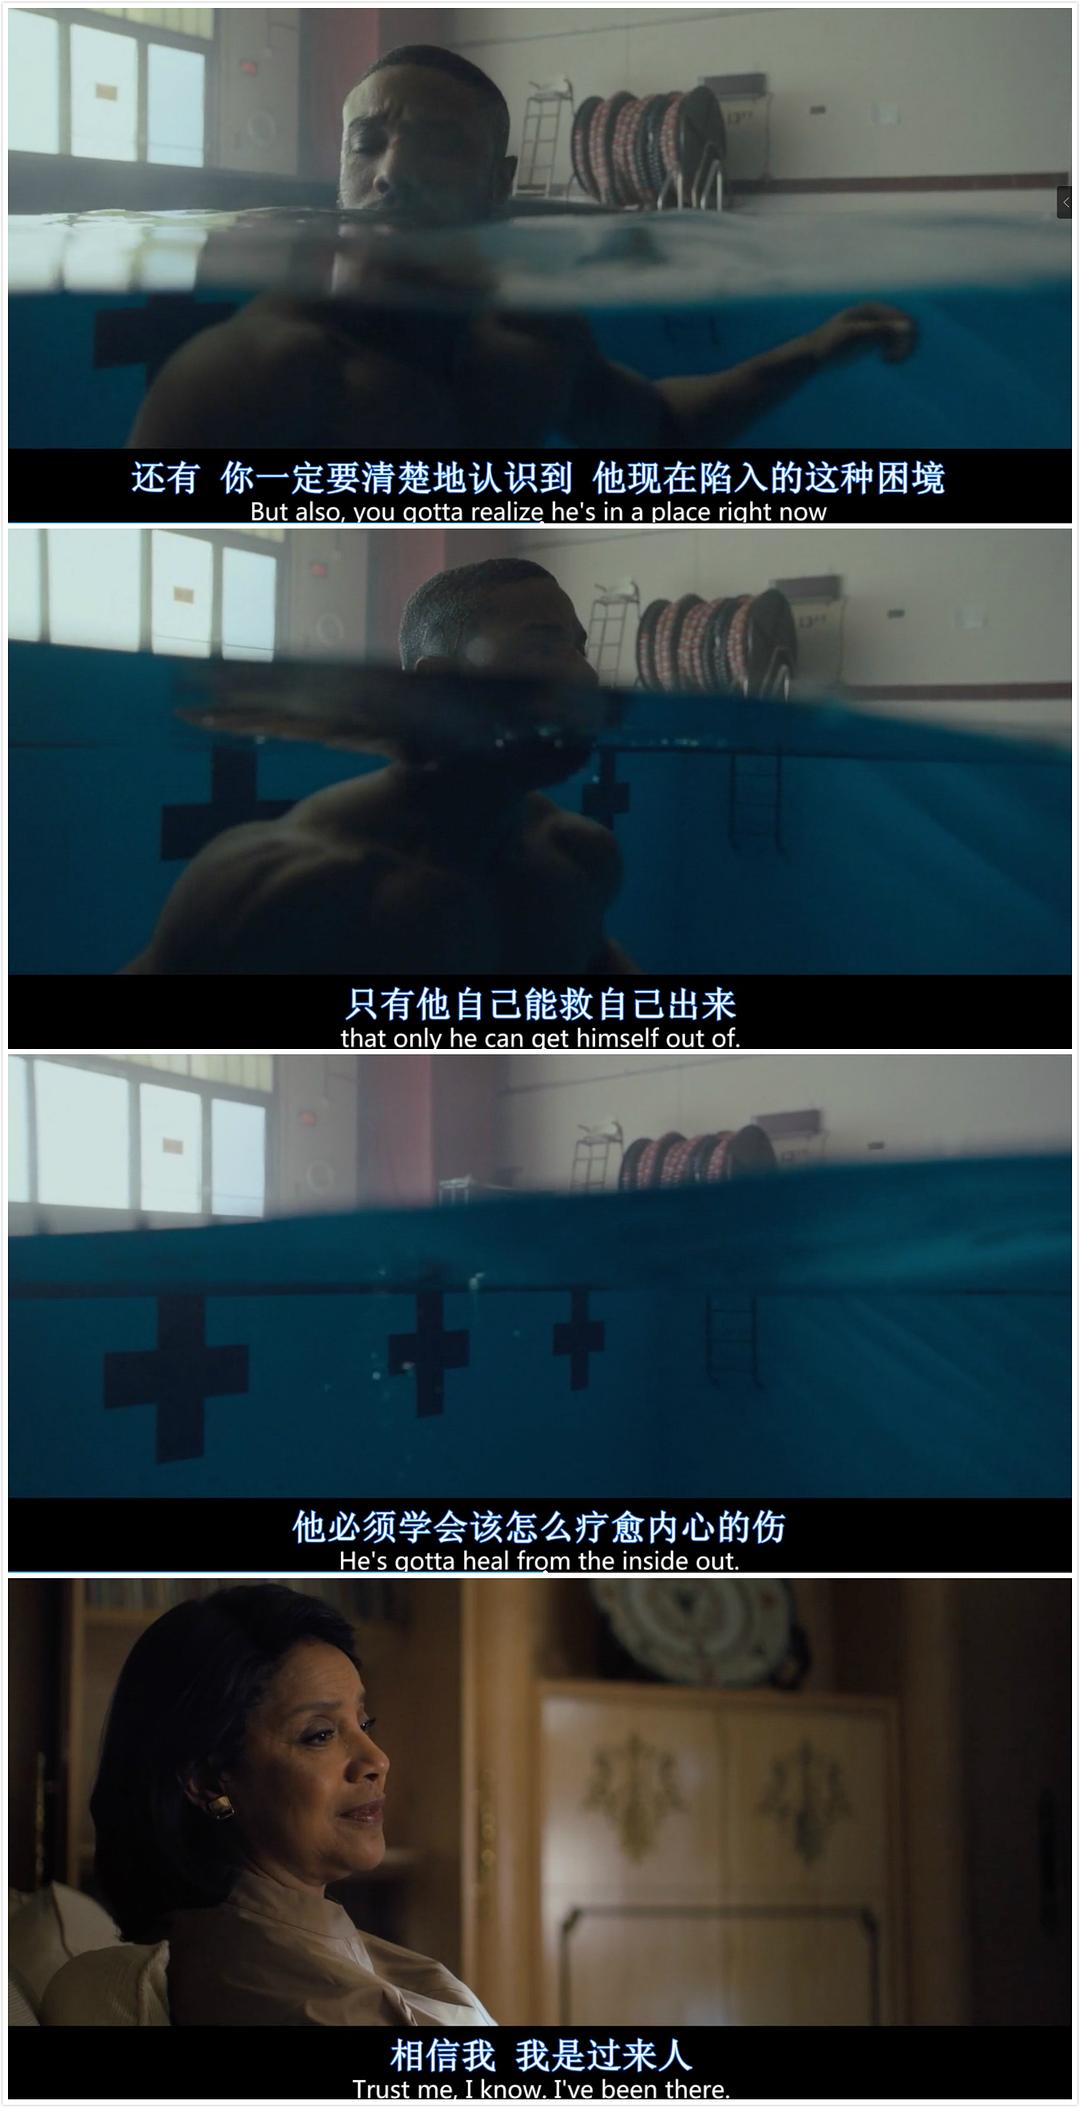 还有 你一定要清楚地认识到 他现在陷入的这种困境
But also, you gotta realize he's in a place right now
只有他自己能救自己出来
that only he can get himself out of.
他必须学会该怎么疗愈内心的伤
He's gotta heal from the inside out.
相信我 我是过来人
Trust me, I know. I've been there.